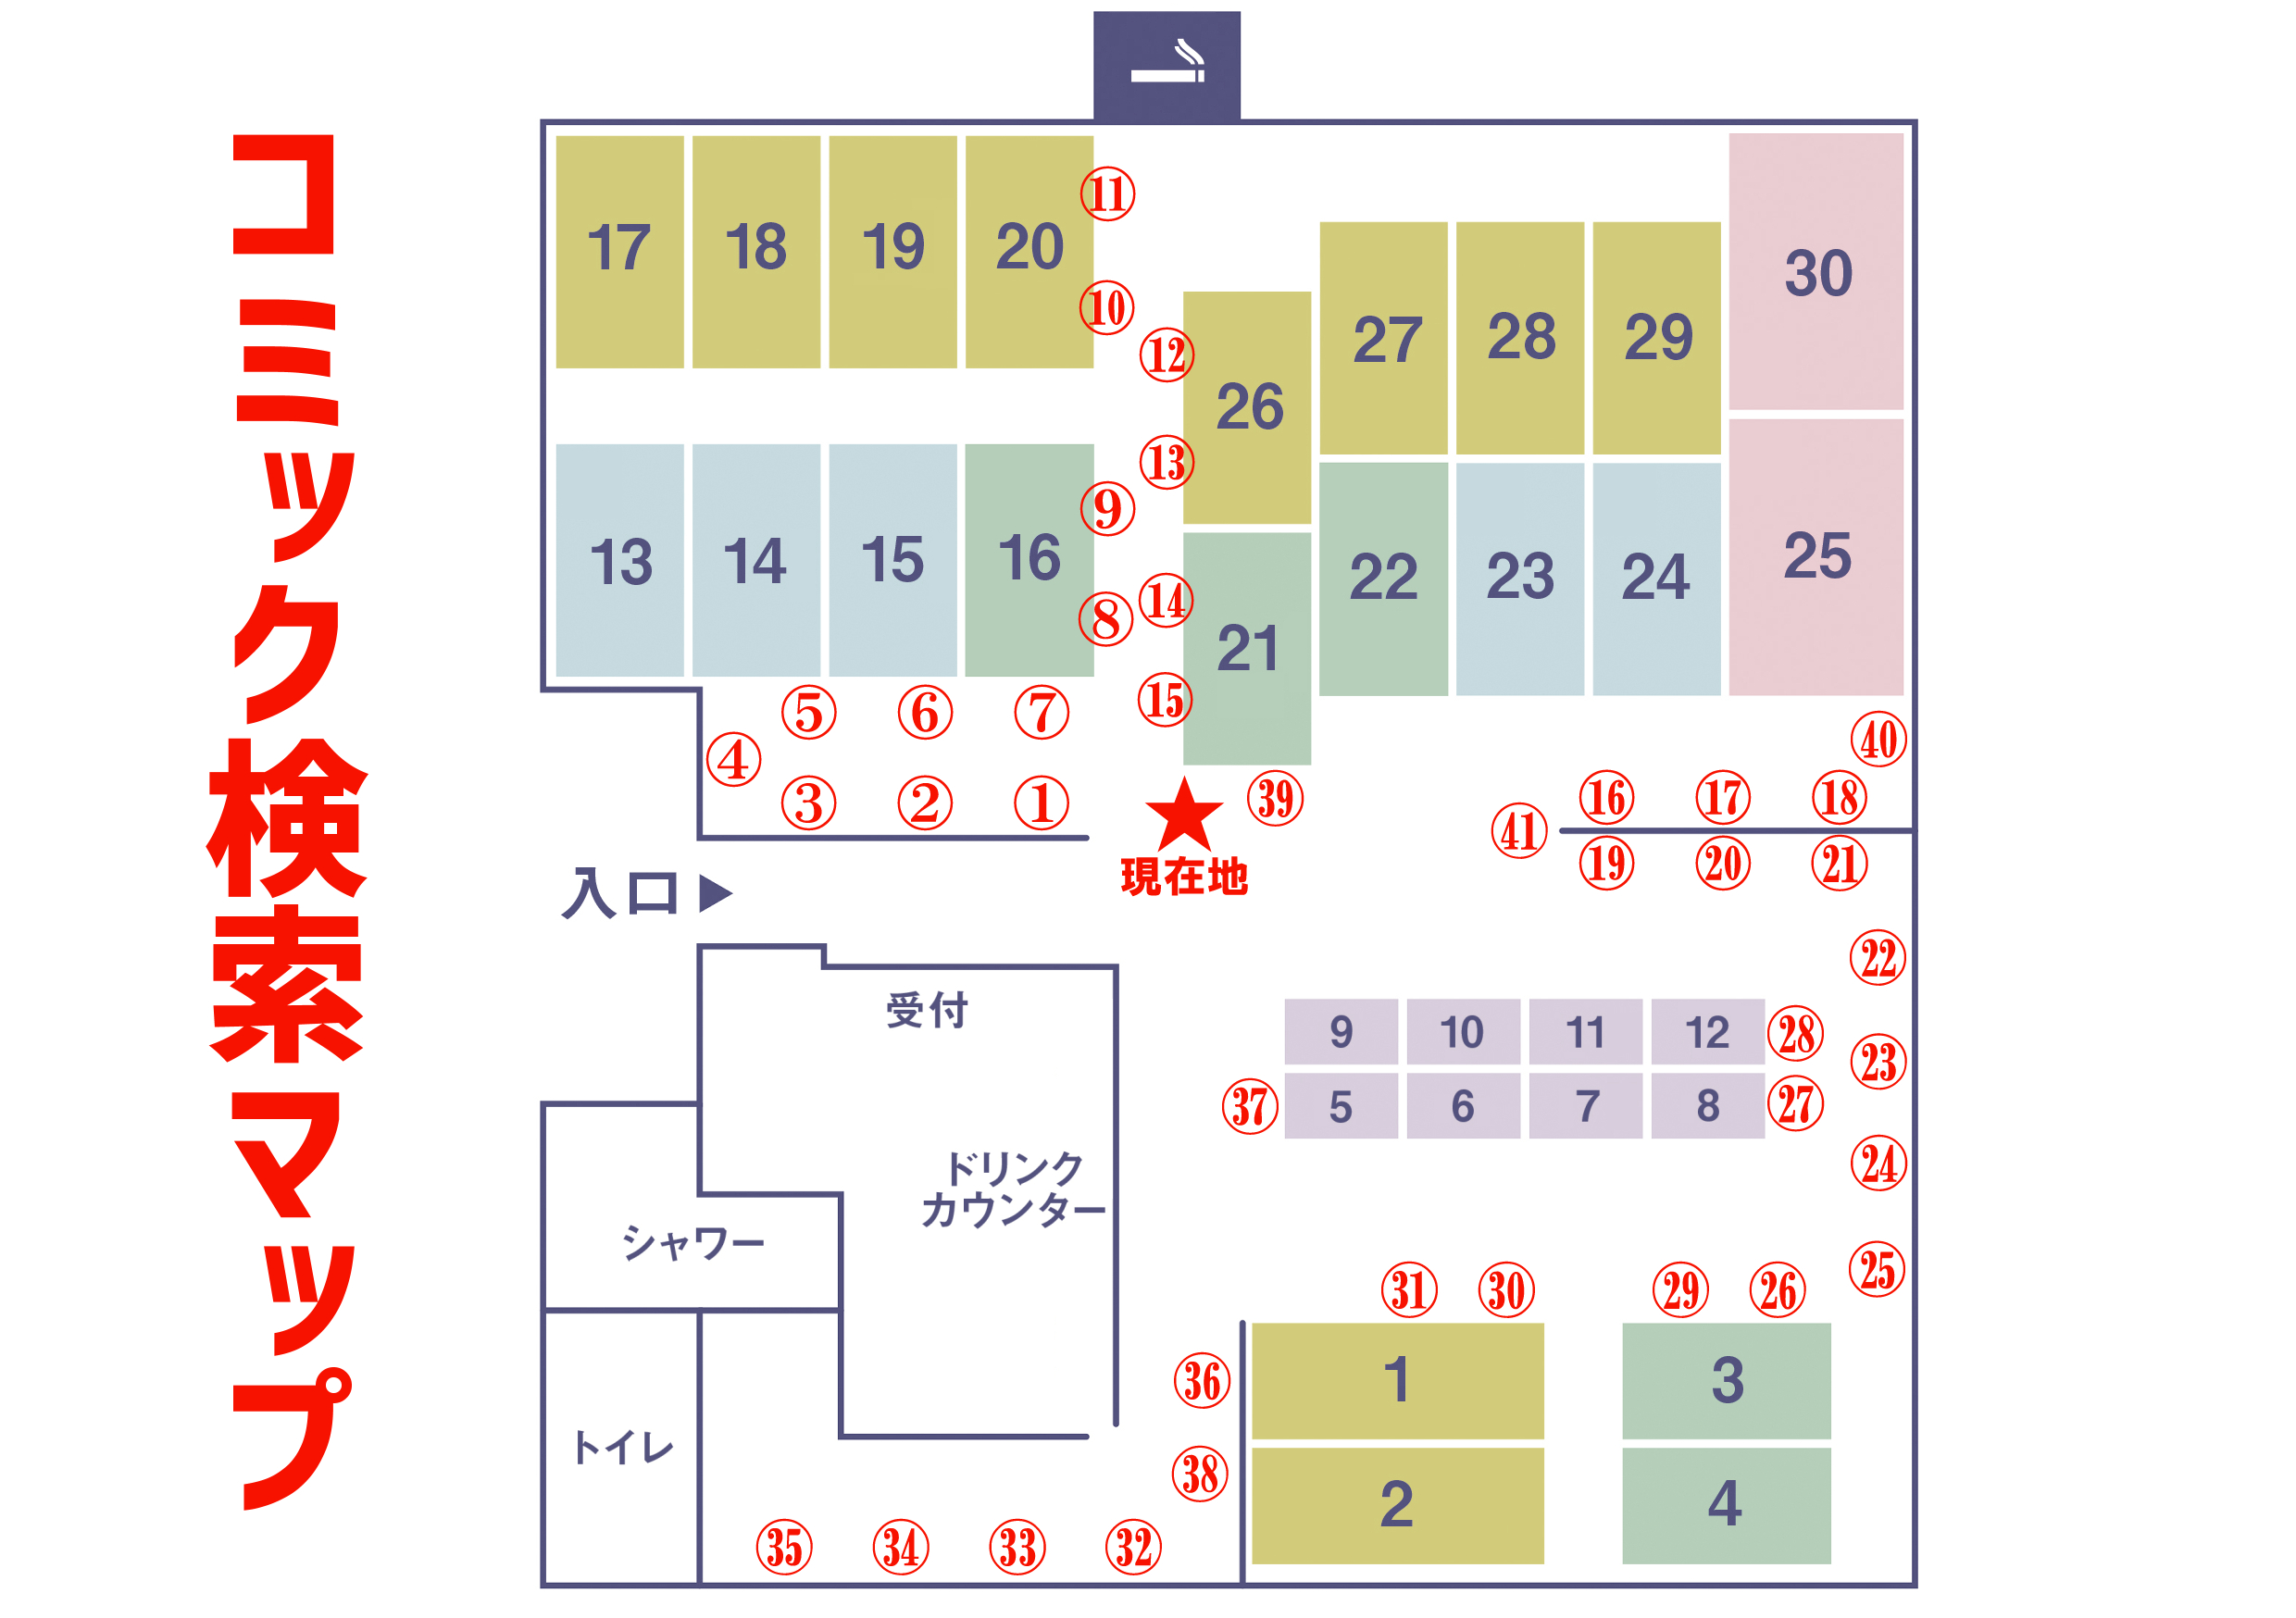 コミック検索マップ
17 18 19 20 ⑪
30
⑩
27 28 29
⑫
26
⑬
⑨
13 14 15 16
25
22 23 24
⑧ ⑭
21
⑤ ⑥ ⑦ ⑮
④ ㊵
③ ② ① ㊴ ⑯ ⑰ ⑱
㊶
現在地
⑲ ⑳ ㉑
入口
㉒
受付
9 10 11 12 ㉘
㉓
㊲ 5 6 7 8 ㉗
ドリンク
カウンター
㉔
シャワー
㉕
㉛ ㉚ ㉙ ㉖
㊱ 1 3
トイレ
㊳ 2 4
㉟ ㉞ ㉝ ㉜